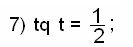 7) tq t = 1/2 ;